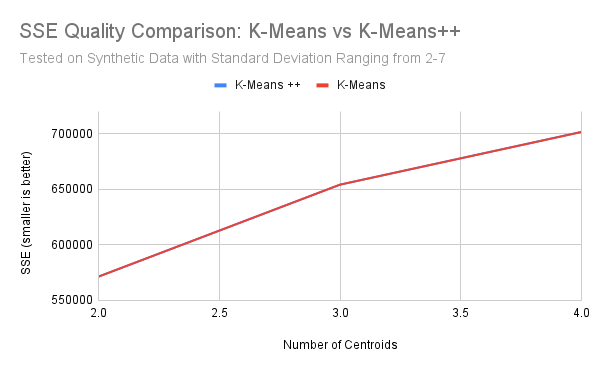 SSE Quality Comparison: K-Means vs K-Means++
Tested on Synthetic Data with Standard Deviation Ranging from 2-7
K-Means ++ K-Means
SSE (smaller is better)
700000
650000
600000
550000
2.0 2.5 3.0 3.5 4.0
Number of Centroids